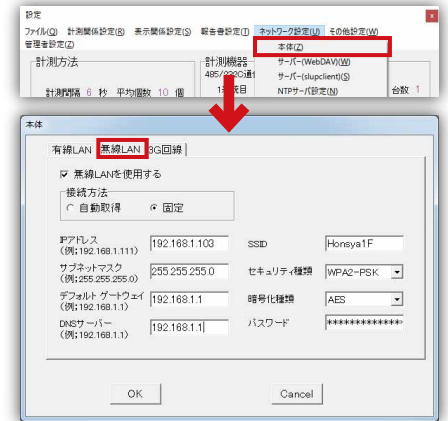 設定
ファイル(Q) 計測関係設定(R) 表示関係設定(S) 報告書設定(T) ネットワーク設定(U) その他設定(W)
管理者設定(Z)
本体(Z)
サーバー(WebDAV)(W)
サーバー(slupclient)(S)
NTPサーバ設定(N)
計測方法
計測機器
485/232C通
計測間隔 6 秒 平均個数 10 個
台数 1
本体
有線LAN 無線LAN 3G回線
無線LANを使用する
接続方法
自動取得 固定
IPアドレス
(例;192.168.1.111)
192.168.1.103
SSID
Honsya1F
サブネットマスク
(例;255.255.255.0)
255.255.255.0
セキュリティ種類
WPA2-PSK
デフォルト ゲートウェイ
(例;192.168.1.1)
192.168.1.1
暗号化種類
AES
DNSサーバー
(例;192.168.1.1)
192.168.1.1
パスワード
**************
OK
Cancel